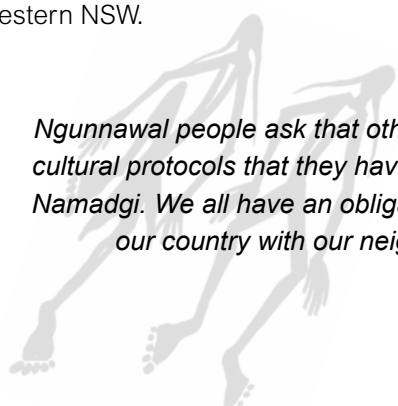 estern NSW.
Ngunnawal people ask that oth
cultural protocols that they hav
Namadgi. We all have an obliga
our country with our neig